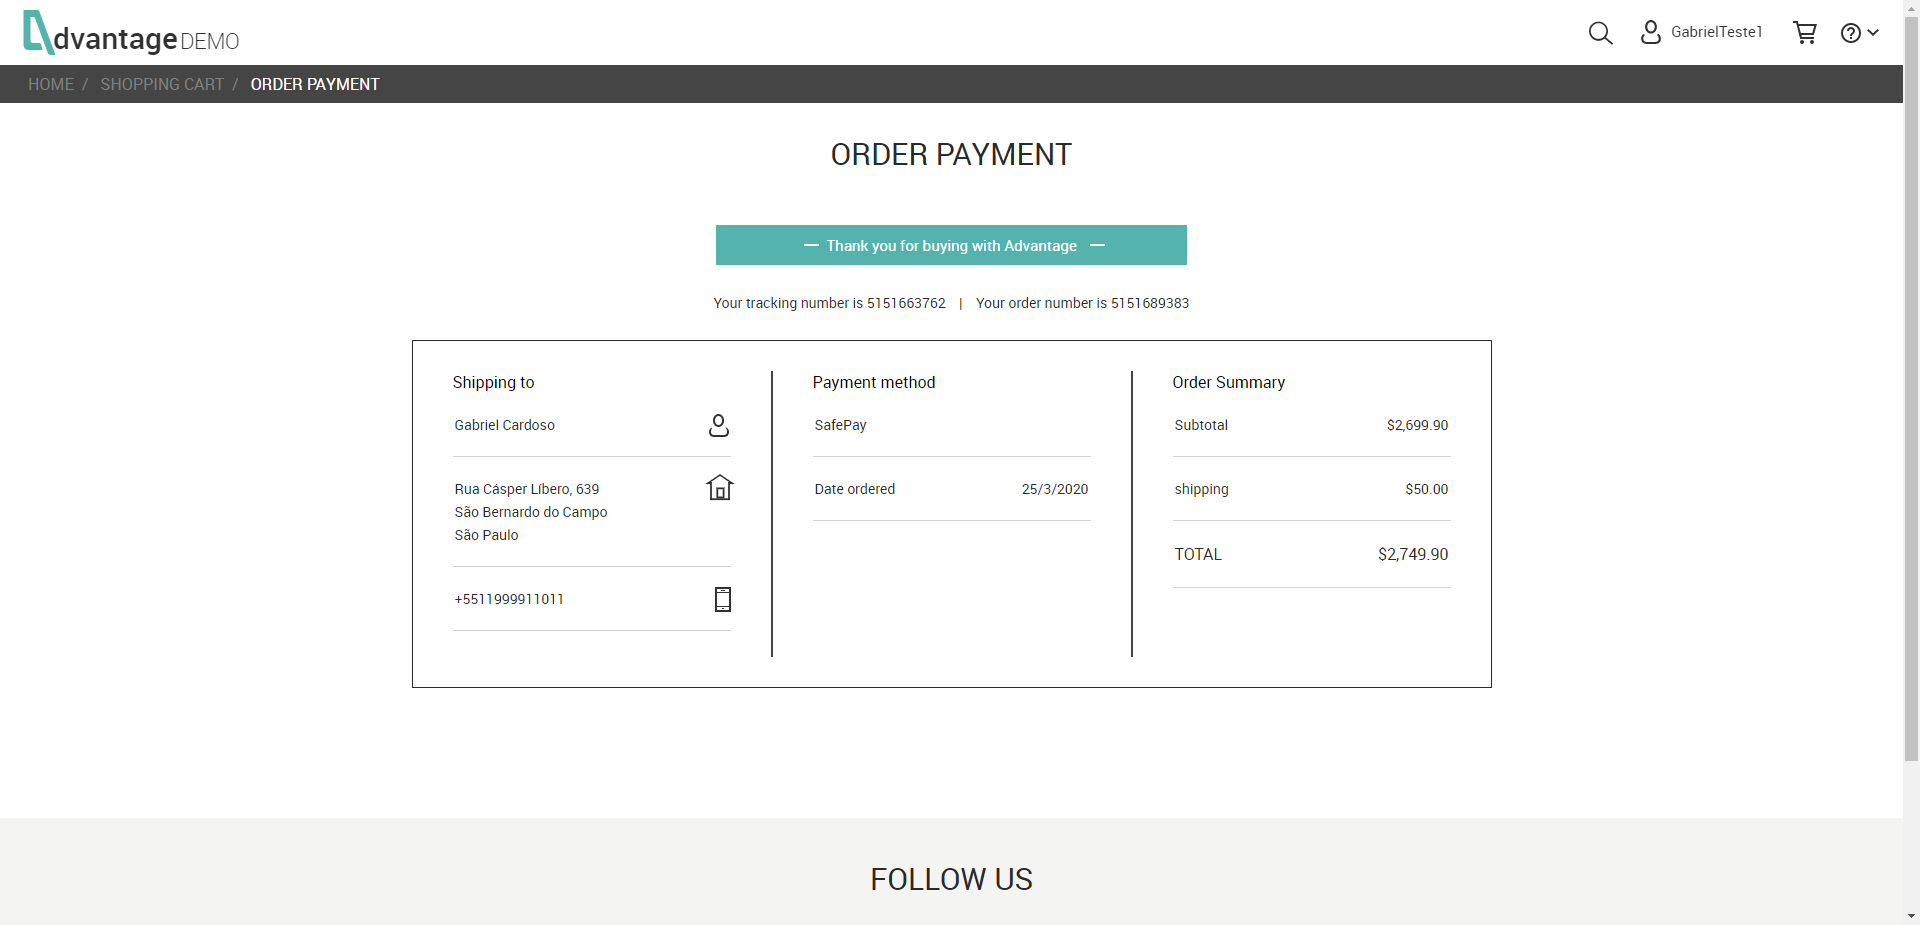 dvantage DEMO
GabrielTeste1
HOME / SHOPPING CART / ORDER PAYMENT
ORDER PAYMENT
— Thank you for buying with Advantage —
Your tracking number is 5151663762 | Your order number is 5151689383
Shipping to
Gabriel Cardoso
Rua Cásper Líbero, 639
São Bernardo do Campo
São Paulo
+5511999911011
Payment method
SafePay
Date ordered 25/3/2020
Order Summary
Subtotal $2,699.90
shipping $50.00
TOTAL $2,749.90
FOLLOW US